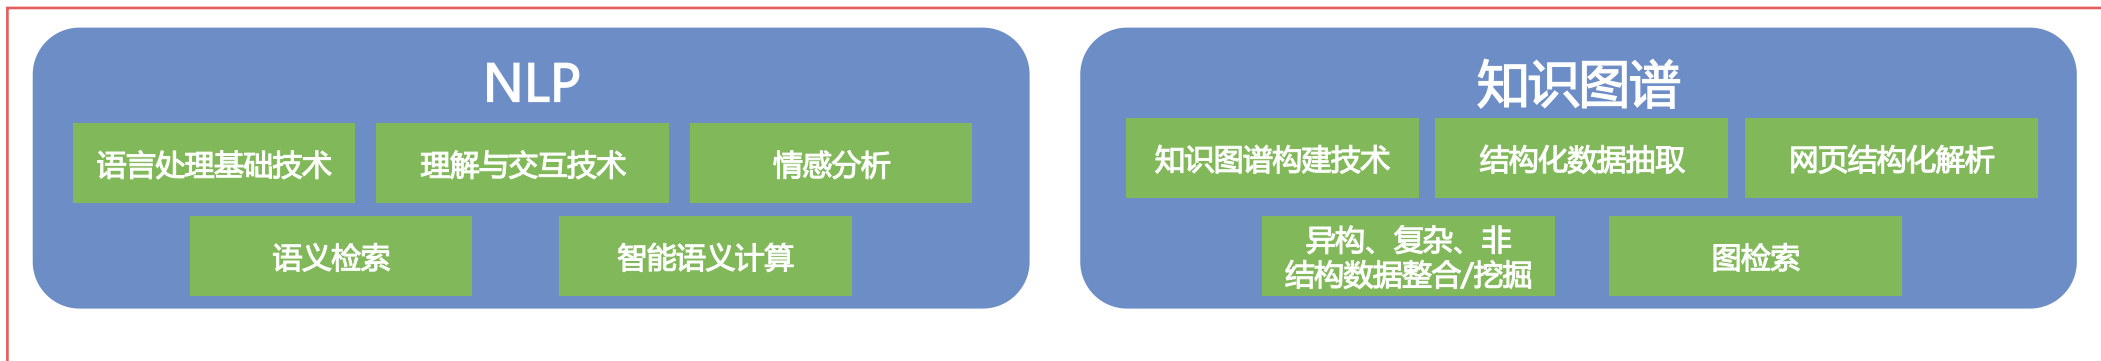 NLP
语言处理基础技术
理解与交互技术
情感分析
语义检索
智能语义计算
知识图谱
知识图谱构建技术
结构化数据抽取
网页结构化解析
异构、复杂、非
结构数据整合/挖掘
图检索